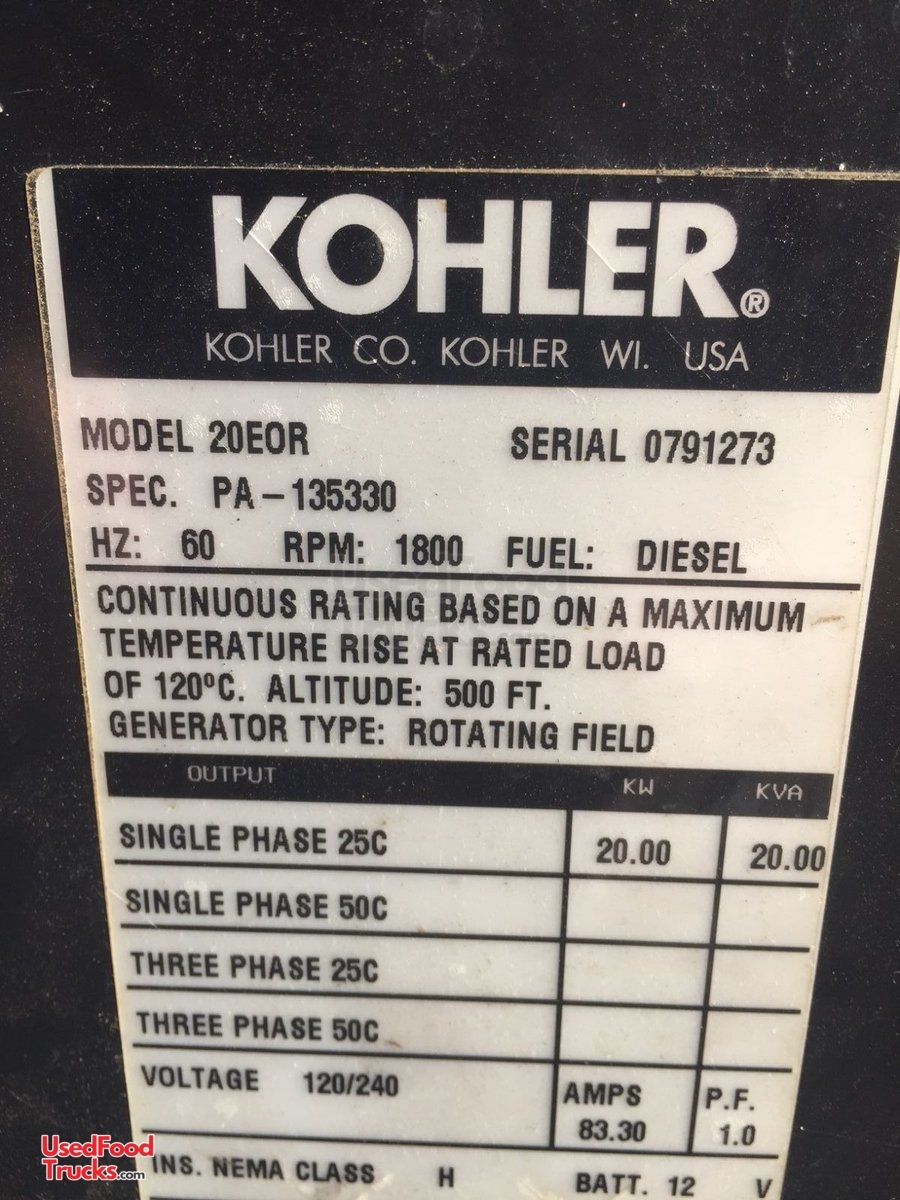 KOHLER®
KOHLER CO. KOHLER WI. USA
MODEL 20EOR SERIAL 0791273
SPEC. PA-135330
HZ: 60 RPM: 1800 FUEL: DIESEL
CONTINUOUS RATING BASED ON A MAXIMUM
TEMPERATURE RISE AT RATED LOAD
OF 120ºC. ALTITUDE: 500 FT.
GENERATOR TYPE: ROTATING FIELD
OUTPUT KW KVA
SINGLE PHASE 25C 20.00 20.00
SINGLE PHASE 50C
THREE PHASE 25C
THREE PHASE 50C
VOLTAGE 120/240 AMPS P.F.
83.30 1.0
INS. NEMA CLASS H BATT. 12 V
UsedFood
Trucks.com